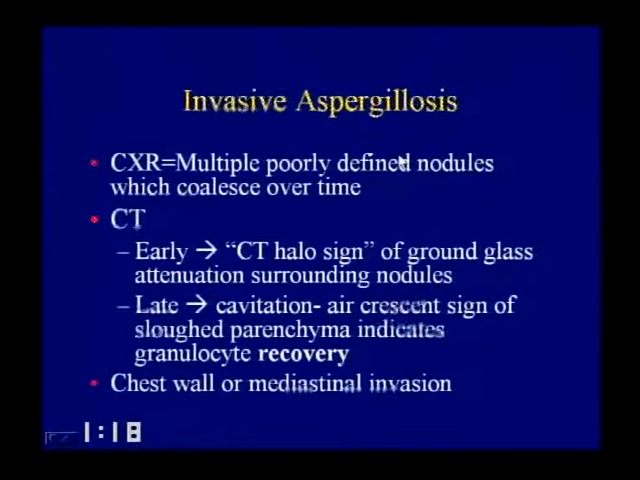 Invasive Aspergillosis
• CXR=Multiple poorly defined nodules
which coalesce over time
• CT
– Early → “CT halo sign” of ground glass
attenuation surrounding nodules
– Late → cavitation- air crescent sign of
sloughed parenchyma indicates
granulocyte recovery
• Chest wall or mediastinal invasion
1:18